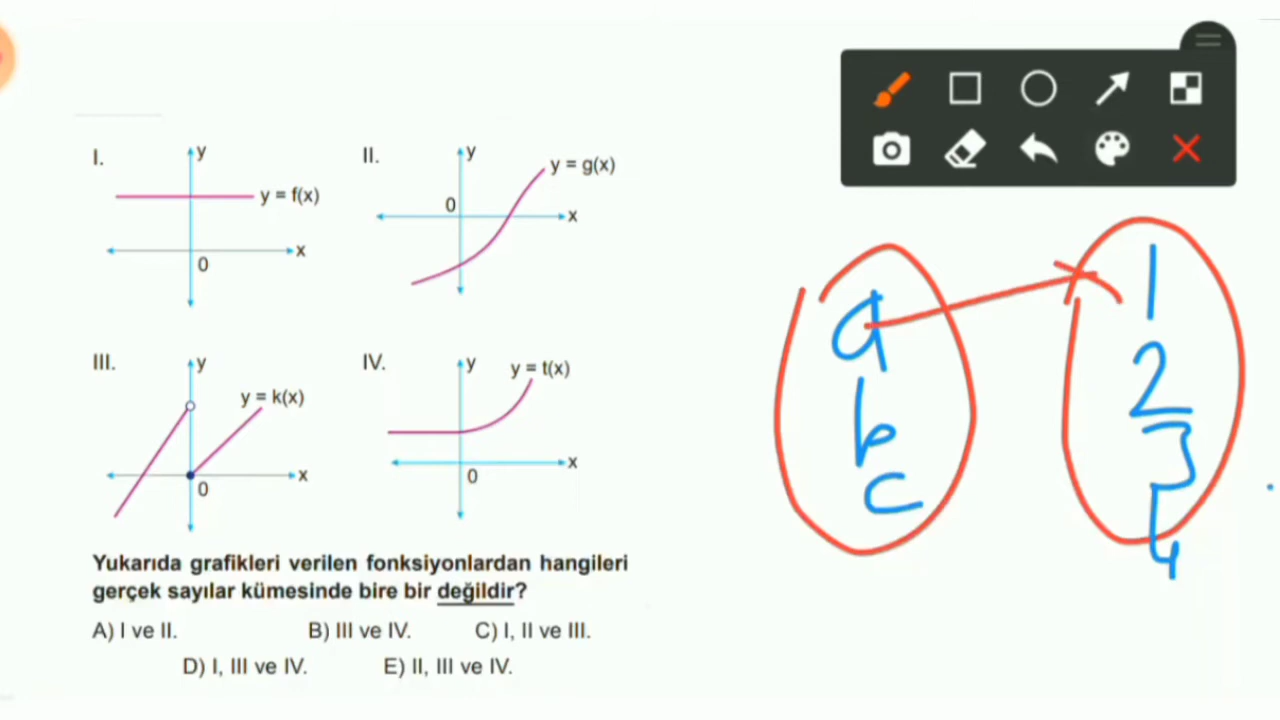 I.
y
y = f(x)
x
0
II.
y
y = g(x)
0
x
III.
y
y = k(x)
x
0
IV.
y
y = t(x)
x
0
Yukarıda grafikleri verilen fonksiyonlardan hangileri
gerçek sayılar kümesinde bire bir değildir?
A) I ve II. B) III ve IV. C) I, II ve III.
D) I, III ve IV. E) II, III ve IV.
a
b
c
1
2
3
4